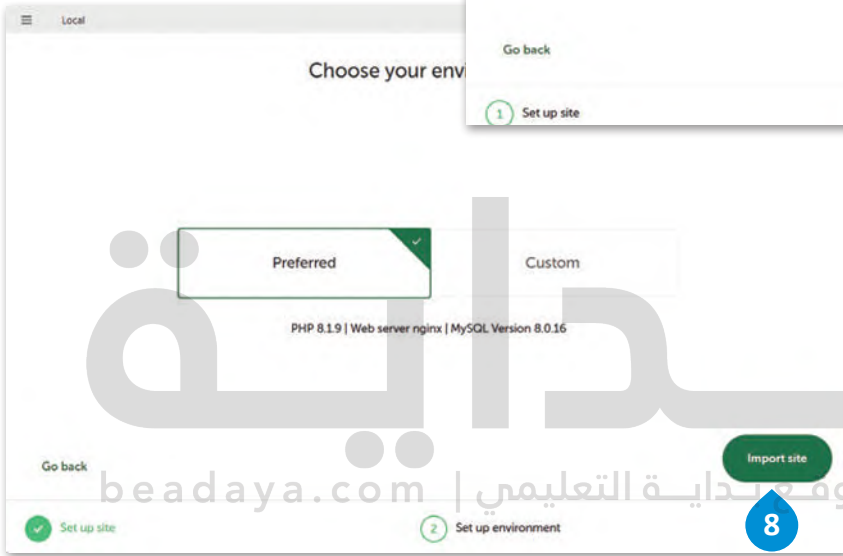 Local
Go back
Choose your envi
1 Set up site
Preferred
Custom
PHP 8.1.9 | Web server nginx | MySQL Version 8.0.16
ـدايــة
Go back
Import site
beadaya.com | موقع بـدايــة التعليمي
Set up site
2 Set up environment
8